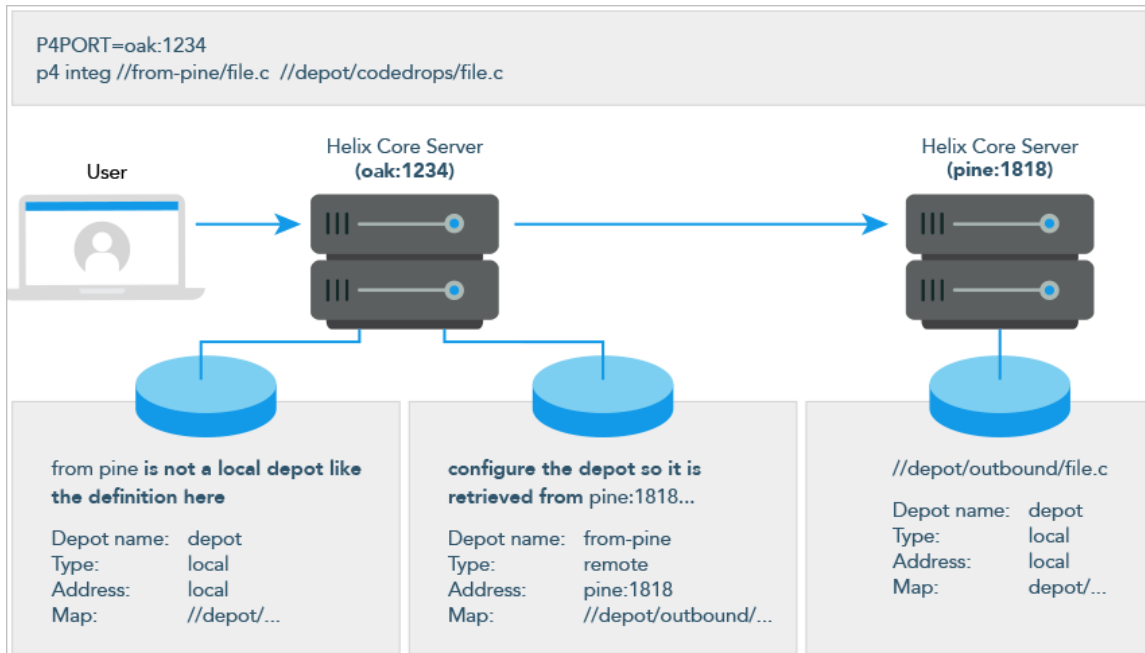 P4PORT=oak:1234
p4 integ //from-pine/file.c //depot/codedrops/file.c
User
Helix Core Server
(oak:1234)
Helix Core Server
(pine:1818)
from pine is not a local depot like
the definition here
Depot name: depot
Type: local
Address: local
Map: //depot/...
configure the depot so it is
retrieved from pine:1818...
Depot name: from-pine
Type: remote
Address: pine:1818
Map: //depot/outbound/...
//depot/outbound/file.c
Depot name: depot
Type: local
Address: local
Map: depot/...